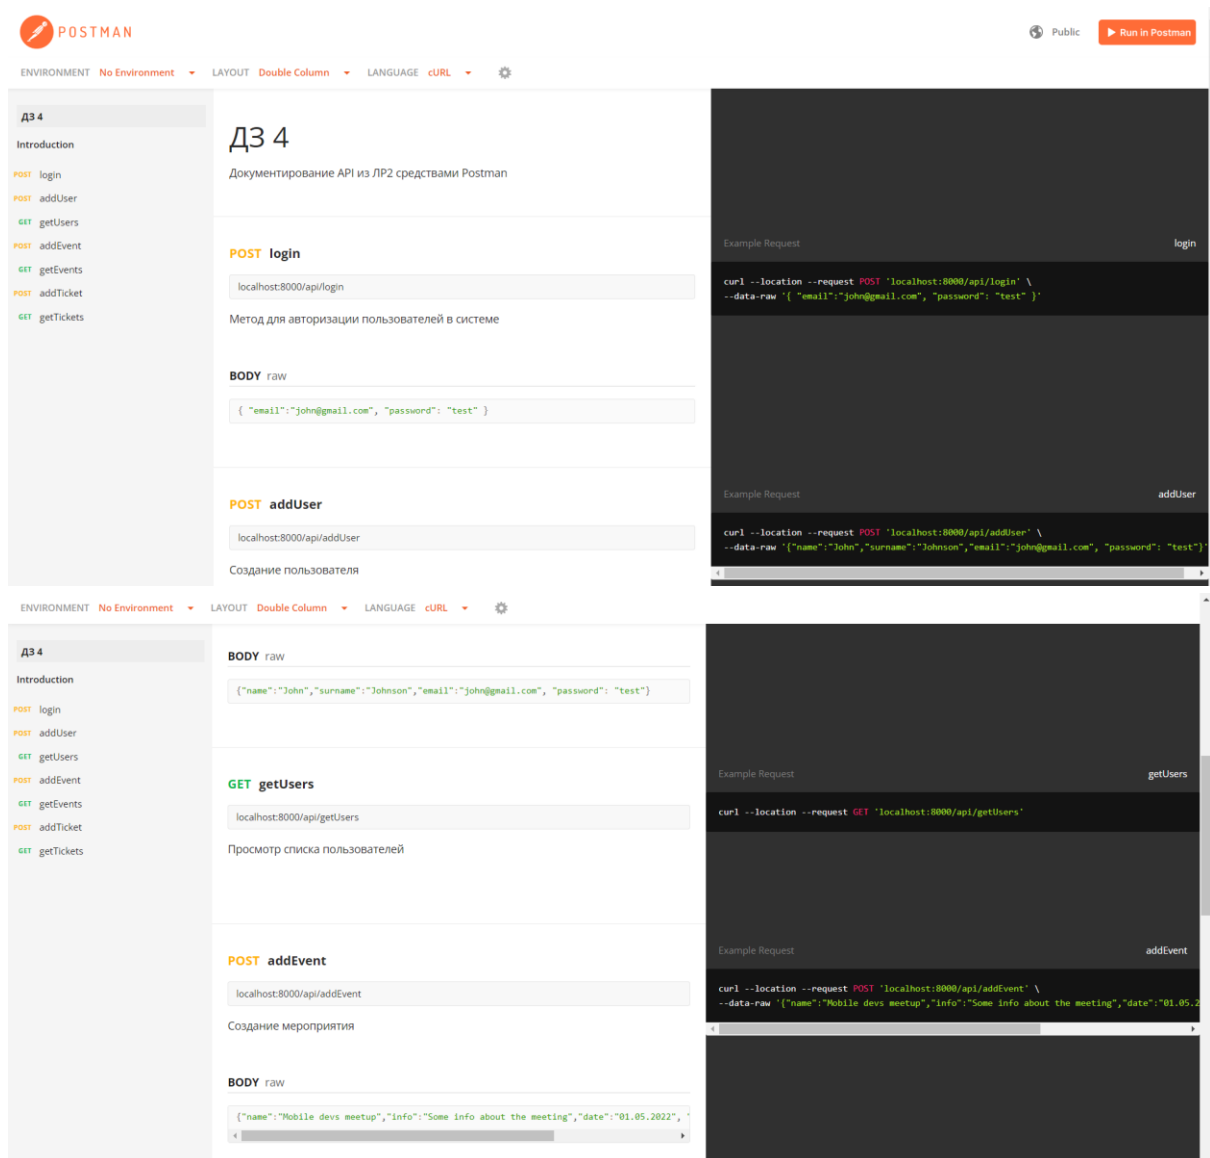 POSTMAN
Public
Run in Postman
ENVIRONMENT No Environment LAYOUT Double Column LANGUAGE cURL
ДЗ 4
Introduction
POST login
POST addUser
GET getUsers
POST addEvent
GET getEvents
POST addTicket
GET getTickets
ДЗ 4
Документирование API из ЛР2 средствами Postman
POST login
localhost:8000/api/login
Метод для авторизации пользователей в системе
BODY raw
{ "email":"john@gmail.com", "password": "test" }
POST addUser
localhost:8000/api/addUser
Создание пользователя
Example Request login
curl --location --request POST 'localhost:8000/api/login' \
--data-raw '{ "email":"john@gmail.com", "password": "test" }'
Example Request addUser
curl --location --request POST 'localhost:8000/api/addUser' \
--data-raw '{"name":"John","surname":"Johnson","email":"john@gmail.com", "password": "test"}'
ENVIRONMENT No Environment LAYOUT Double Column LANGUAGE cURL
ДЗ 4
Introduction
POST login
POST addUser
GET getUsers
POST addEvent
GET getEvents
POST addTicket
GET getTickets
BODY raw
{"name":"John","surname":"Johnson","email":"john@gmail.com", "password": "test"}
GET getUsers
localhost:8000/api/getUsers
Просмотр списка пользователей
POST addEvent
localhost:8000/api/addEvent
Создание мероприятия
BODY raw
{"name":"Mobile devs meetup","info":"Some info about the meeting","date":"01.05.2022", "
Example Request getUsers
curl --location --request GET 'localhost:8000/api/getUsers'
Example Request addEvent
curl --location --request POST 'localhost:8000/api/addEvent' \
--data-raw '{"name":"Mobile devs meetup","info":"Some info about the meeting","date":"01.05.2